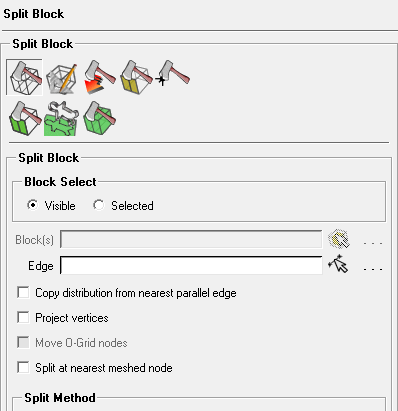 Split Block
Split Block
Split Block
Block Select
Visible Selected
Block(s) ...
Edge ...
Copy distribution from nearest parallel edge
Project vertices
Move O-Grid nodes
Split at nearest meshed node
Split Method